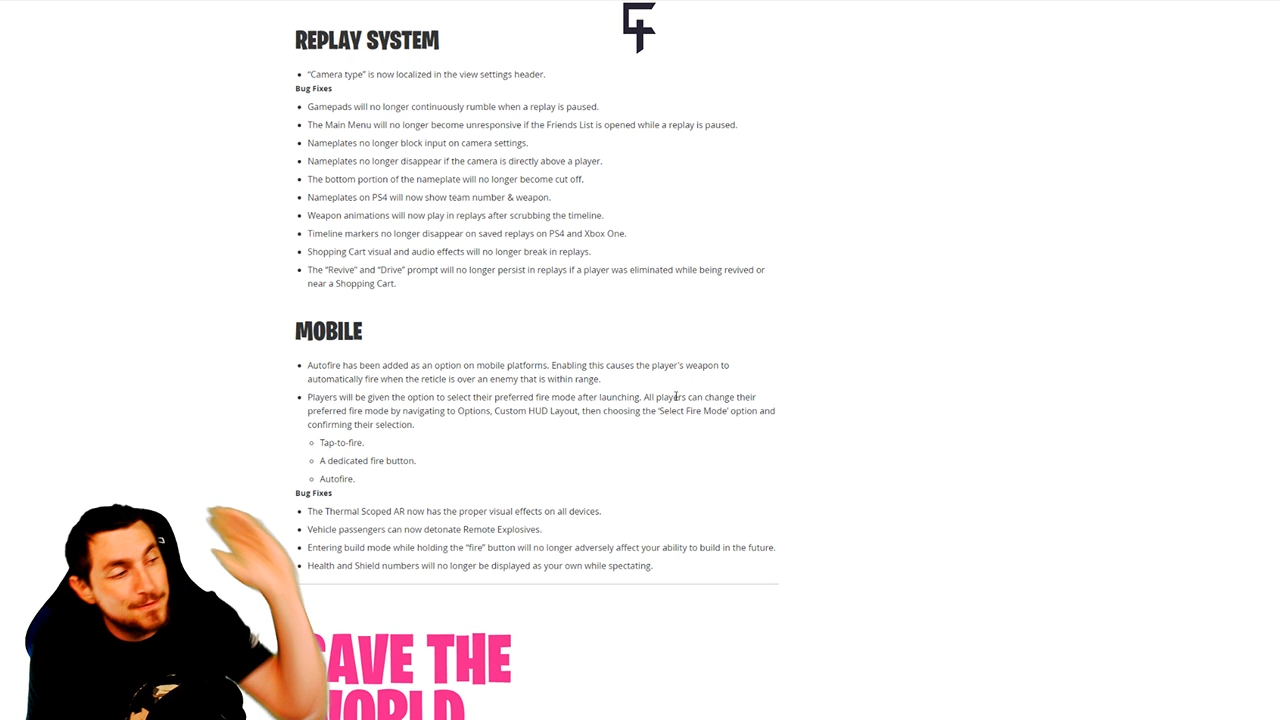 REPLAY SYSTEM
“Camera type” is now localized in the view settings header.
Bug Fixes
Gamepads will no longer continuously rumble when a replay is paused.
The Main Menu will no longer become unresponsive if the Friends List is opened while a replay is paused.
Nameplates no longer block input on camera settings.
Nameplates no longer disappear if the camera is directly above a player.
The bottom portion of the nameplate will no longer become cut off.
Nameplates on PS4 will now show team number & weapon.
Weapon animations will now play in replays after scrubbing the timeline.
Timeline markers no longer disappear on saved replays on PS4 and Xbox One.
Shopping Cart visual and audio effects will no longer break in replays.
The “Revive” and “Drive” prompt will no longer persist in replays if a player was eliminated while being revived or
near a Shopping Cart.
MOBILE
Autofire has been added as an option on mobile platforms. Enabling this causes the player’s weapon to
automatically fire when the reticle is over an enemy that is within range.
Players will be given the option to select their preferred fire mode after launching. All players can change their
preferred fire mode by navigating to Options, Custom HUD Layout, then choosing the ‘Select Fire Mode’ option and
confirming their selection.
Tap-to-fire.
A dedicated fire button.
Autofire.
Bug Fixes
The Thermal Scoped AR now has the proper visual effects on all devices.
Vehicle passengers can now detonate Remote Explosives.
Entering build mode while holding the “fire” button will no longer adversely affect your ability to build in the future.
Health and Shield numbers will no longer be displayed as your own while spectating.
SAVE THE
WORLD